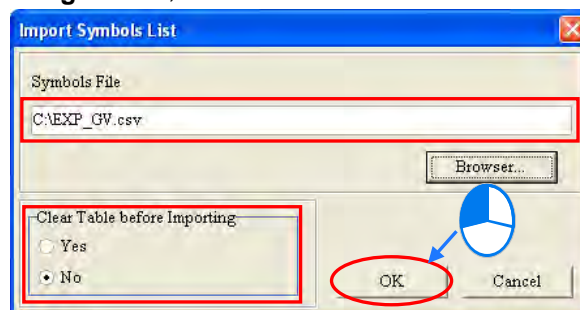 Import Symbols List
Symbols File
C:\EXP_GV.csv
Browser...
Clear Table before Importing
Yes
No
OK
Cancel